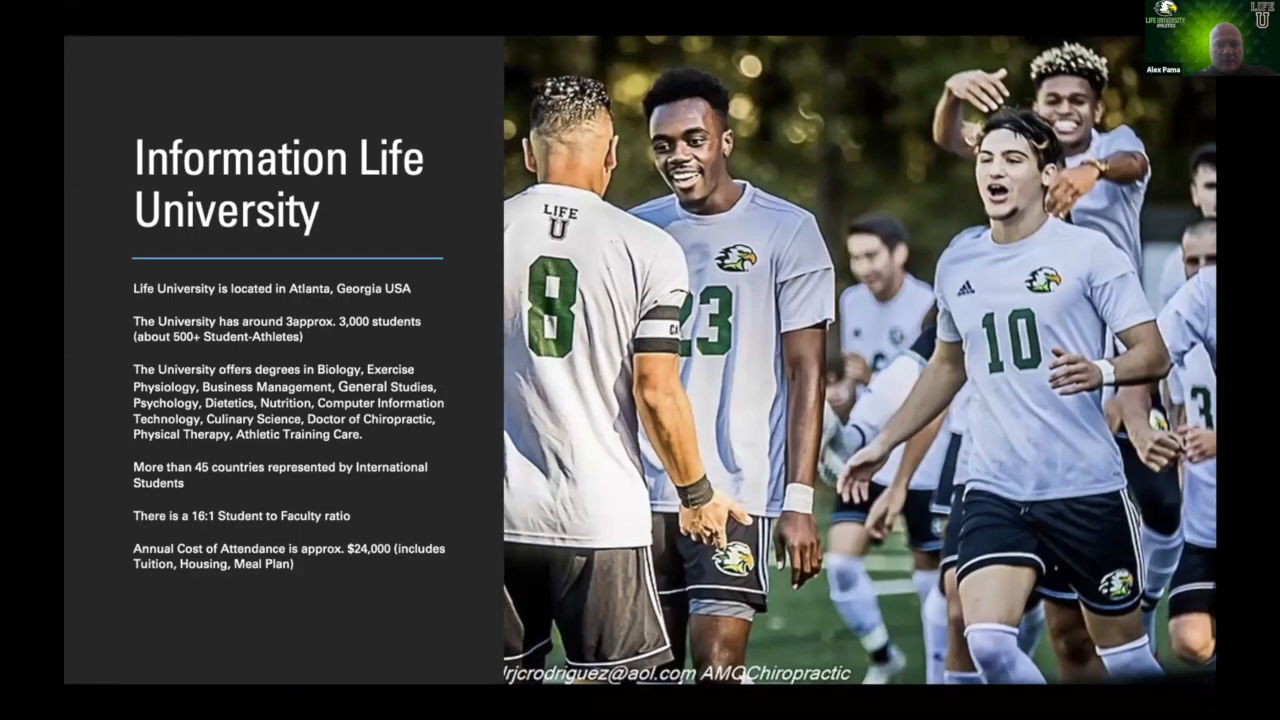 Information Life
University
Life University is located in Atlanta, Georgia USA
The University has around 3approx. 3,000 students
(about 500+ Student-Athletes)
The University offers degrees in Biology, Exercise
Physiology, Business Management, General Studies,
Psychology, Dietetics, Nutrition, Computer Information
Technology, Culinary Science, Doctor of Chiropractic,
Physical Therapy, Athletic Training Care.
More than 45 countries represented by International
Students
There is a 16:1 Student to Faculty ratio
Annual Cost of Attendance is approx. $24,000 (includes
Tuition, Housing, Meal Plan)
LIFE
U
8
23
10
3
rjcrodriguez@aol.com AMQChiropractic
LIFE UNIVERSITY
ATHLETICS
LIFE
U
Alex Pama